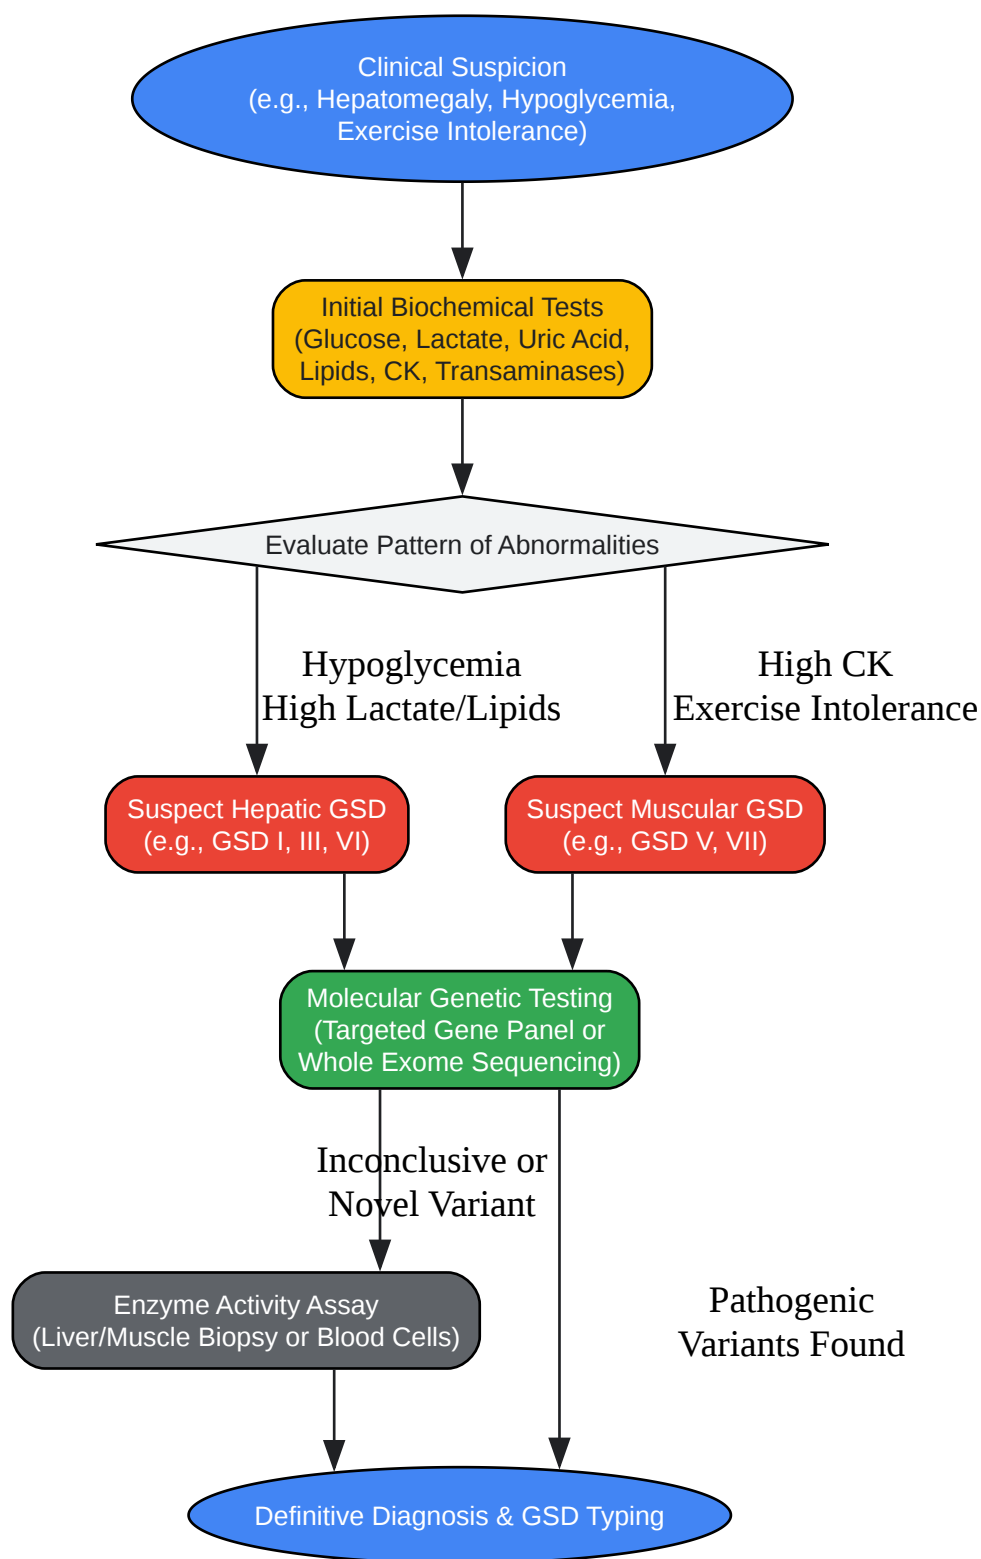 Clinical Suspicion
(e.g., Hepatomegaly, Hypoglycemia,
Exercise Intolerance)
Initial Biochemical Tests
(Glucose, Lactate, Uric Acid,
Lipids, CK, Transaminases)
Evaluate Pattern of Abnormalities
Hypoglycemia
High Lactate/Lipids
High CK
Exercise Intolerance
Suspect Hepatic GSD
(e.g., GSD I, III, VI)
Suspect Muscular GSD
(e.g., GSD V, VII)
Molecular Genetic Testing
(Targeted Gene Panel or
Whole Exome Sequencing)
Inconclusive or
Novel Variant
Enzyme Activity Assay
(Liver/Muscle Biopsy or Blood Cells)
Pathogenic
Variants Found
Definitive Diagnosis & GSD Typing